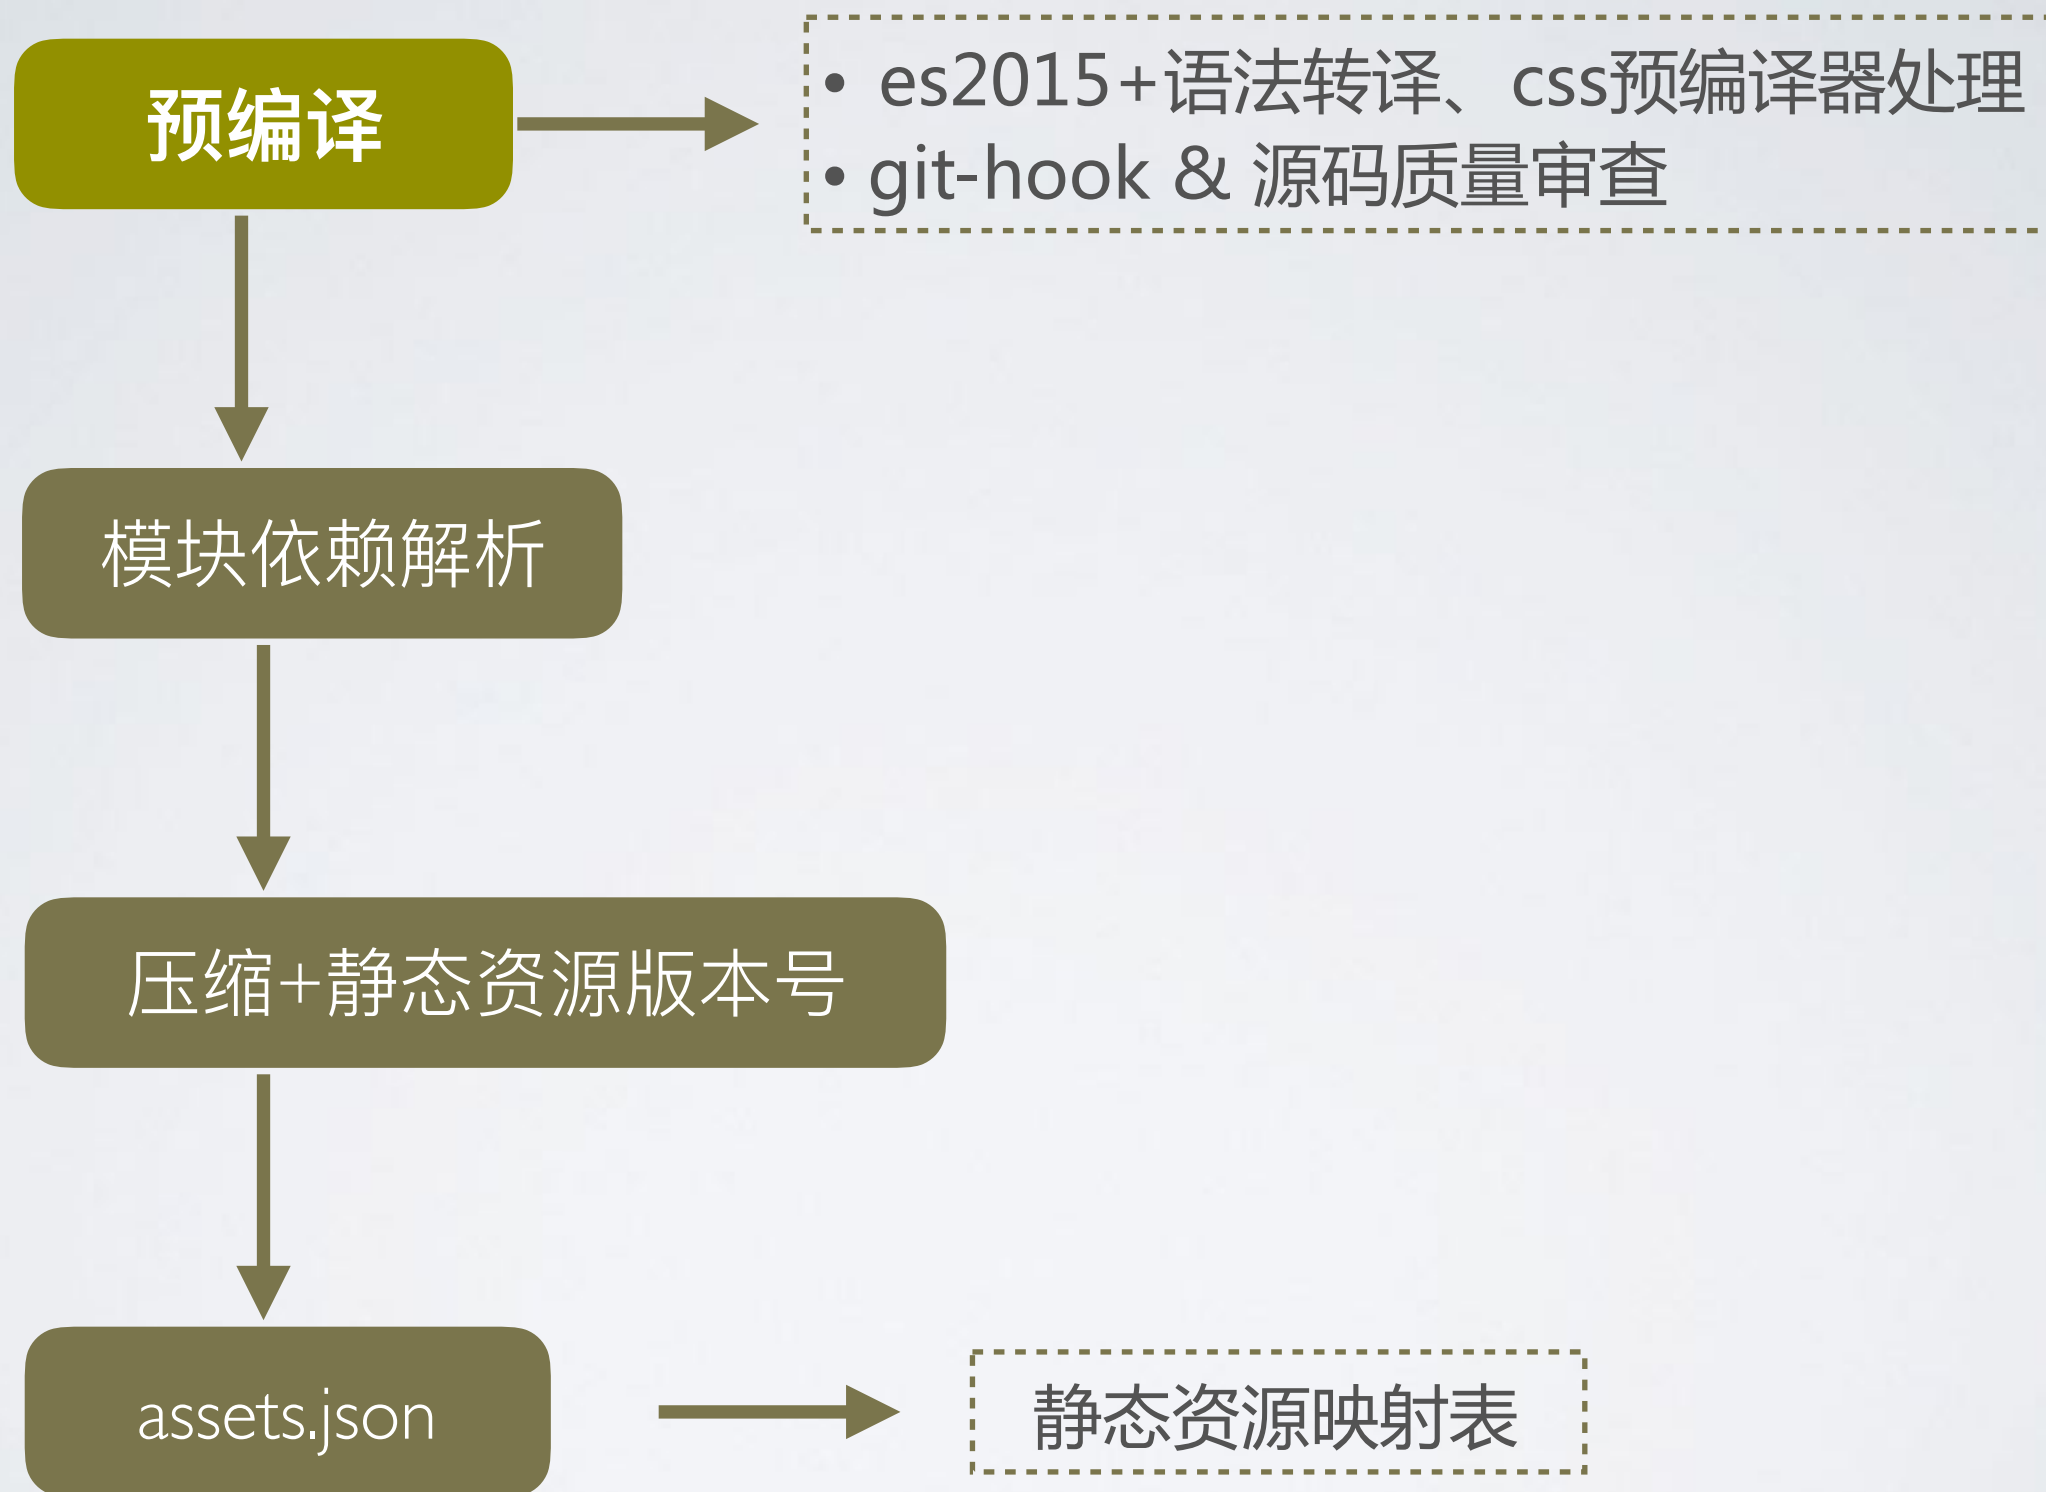 预编译
• es2015+语法转译、css预编译器处理
• git-hook & 源码质量审查
模块依赖解析
压缩+静态资源版本号
assets.json
静态资源映射表